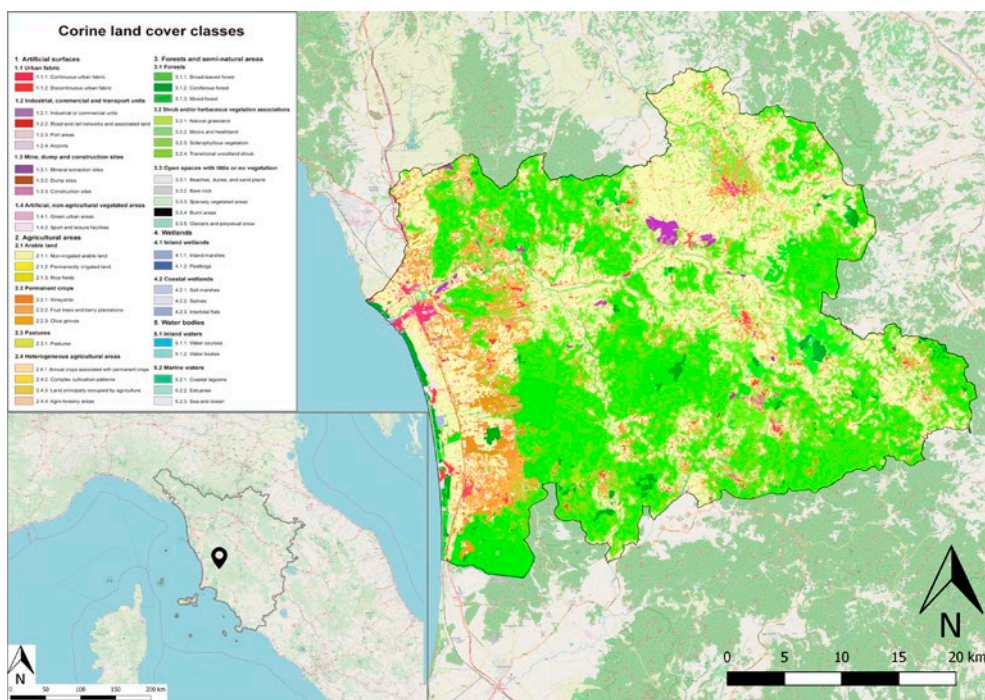 Corine land cover classes
1. Artificial surfaces
1.1 Urban fabric
1.1.1. Continuous urban fabric
1.1.2. Discontinuous urban fabric
1.2 Industrial, commercial and transport units
1.2.1. Industrial or commercial units
1.2.2. Road and rail networks and associated land
1.2.3. Port areas
1.2.4. Airports
1.3 Mine, dump and construction sites
1.3.1. Mineral extraction sites
1.3.2. Dump sites
1.3.3. Construction sites
1.4 Artificial, non-agricultural vegetated areas
1.4.1. Green urban areas
1.4.2. Sport and leisure facilities
2. Agricultural areas
2.1 Arable land
2.1.1. Non-irrigated arable land
2.1.2. Permanently irrigated land
2.1.3. Rice fields
2.2 Permanent crops
2.2.1. Vineyards
2.2.2. Fruit trees and berry plantations
2.2.3. Olive groves
2.3 Pastures
2.3.1. Pastures
2.4 Heterogeneous agricultural areas
2.4.1. Annual crops associated with permanent crops
2.4.2. Complex cultivation patterns
2.4.3. Land principally occupied by agriculture
2.4.4. Agro-forestry areas
3. Forests and semi-natural areas
3.1 Forests
3.1.1. Broad-leaved forest
3.1.2. Coniferous forest
3.1.3. Mixed forest
3.2 Shrub and/or herbaceous vegetation associations
3.2.1. Natural grassland
3.2.2. Moors and heathland
3.2.3. Sclerophyllous vegetation
3.2.4. Transitional woodland shrub
3.3 Open spaces with little or no vegetation
3.3.1. Beaches, dunes, and sand plains
3.3.2. Bare rock
3.3.3. Sparsely vegetated areas
3.3.4. Burnt areas
3.3.5. Glaciers and perpetual snow
4. Wetlands
4.1 Inland wetlands
4.1.1. Inland marshes
4.1.2. Peatbogs
4.2 Coastal wetlands
4.2.1. Salt marshes
4.2.2. Salines
4.2.3. Intertidal flats
5. Water bodies
5.1 Inland waters
5.1.1. Water courses
5.1.2. Water bodies
5.2 Marine waters
5.2.1. Coastal lagoons
5.2.2. Estuaries
5.2.3. Sea and ocean
N
0 50 100 150 200 km
N
0 5 10 15 20 km